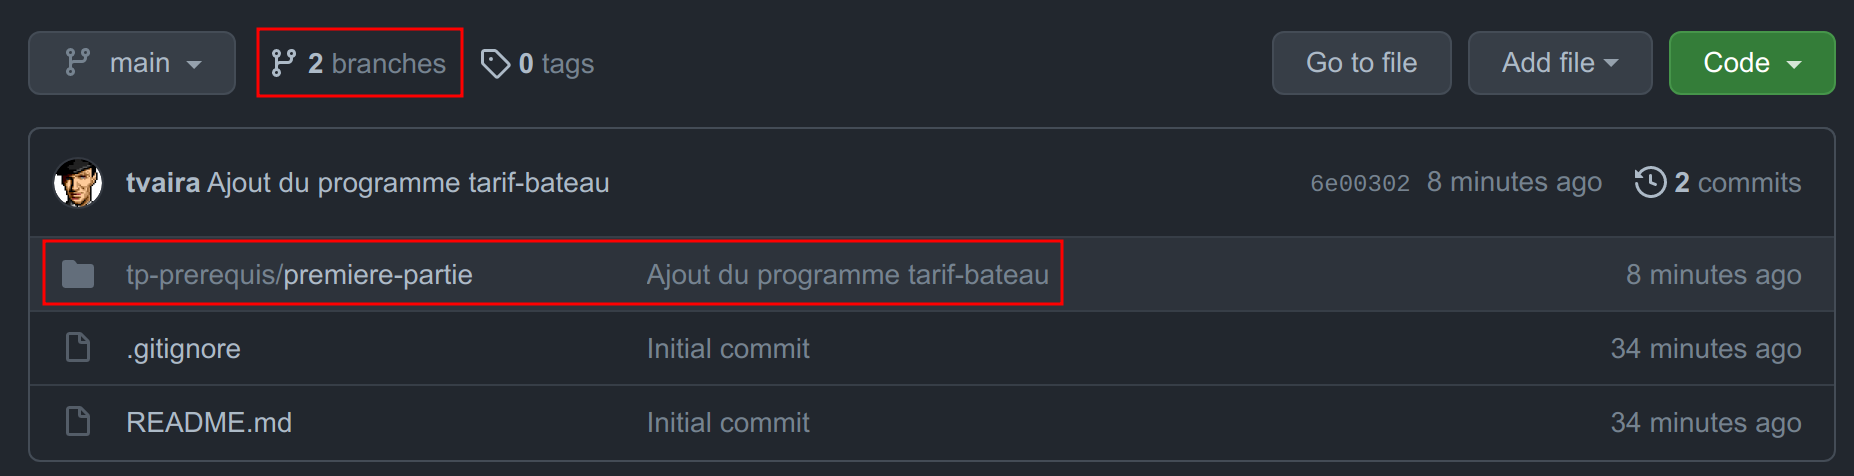 main 2 branches 0 tags Go to file Add file Code
tvaira Ajout du programme tarif-bateau 6e00302 8 minutes ago 2 commits
tp-prerequis/premiere-partie Ajout du programme tarif-bateau 8 minutes ago
.gitignore Initial commit 34 minutes ago
README.md Initial commit 34 minutes ago